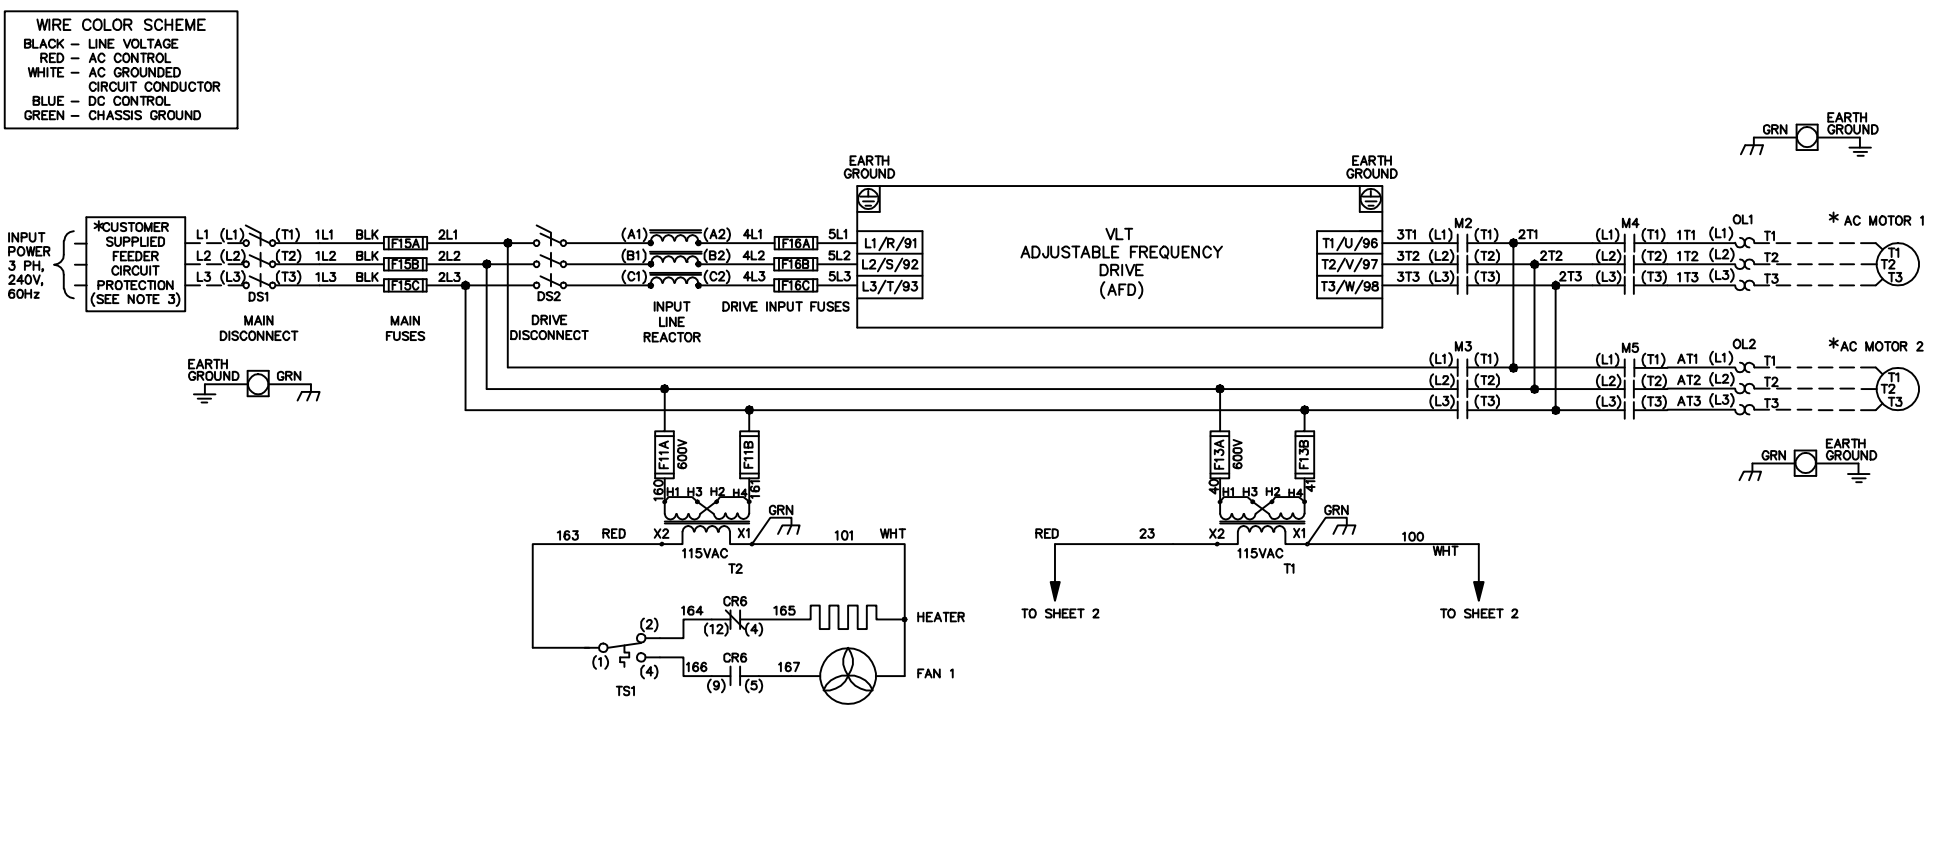 WIRE COLOR SCHEME
BLACK – LINE VOLTAGE
RED – AC CONTROL
WHITE – AC GROUNDED
CIRCUIT CONDUCTOR
BLUE – DC CONTROL
GREEN – CHASSIS GROUND
GRN
EARTH
GROUND
EARTH
GROUND
EARTH
GROUND
INPUT
POWER
3 PH,
240V,
60Hz
*CUSTOMER
SUPPLIED
FEEDER
CIRCUIT
PROTECTION
(SEE NOTE 3)
L1 (L1) (T1) 1L1 BLK F15A 2L1 (A1) (A2) 4L1 F16A 5L1 L1/R/91
L2 (L2) (T2) 1L2 BLK F15B 2L2 (B1) (B2) 4L2 F16B 5L2 L2/S/92
L3 (L3) (T3) 1L3 BLK F15C 2L3 (C1) (C2) 4L3 F16C 5L3 L3/T/93
DS1
MAIN
DISCONNECT
MAIN
FUSES
DS2
DRIVE
DISCONNECT
INPUT
LINE
REACTOR
DRIVE INPUT FUSES
VLT
ADJUSTABLE FREQUENCY
DRIVE
(AFD)
M2 M4 OL1 * AC MOTOR 1
T1/U/96 3T1 (L1) (T1) 2T1 (L1) (T1) 1T1 (L1) T1
T2/V/97 3T2 (L2) (T2) 2T2 (L2) (T2) 1T2 (L2) T2
T3/W/98 3T3 (L3) (T3) 2T3 (L3) (T3) 1T3 (L3) T3
T1
T2
T3
EARTH
GROUND
GRN
M3 M5 OL2 *AC MOTOR 2
(L1) (T1) (L1) (T1) AT1 (L1) T1
(L2) (T2) (L2) (T2) AT2 (L2) T2
(L3) (T3) (L3) (T3) AT3 (L3) T3
T1
T2
T3
GRN
EARTH
GROUND
F11A
600V
F11B
160
161
H1 H3 H2 H4
GRN
163 RED X2 X1 101 WHT
115VAC
T2
F13A
600V
F13B
40
41
H1 H3 H2 H4
GRN
RED 23 X2 X1 100
WHT
115VAC
T1
TO SHEET 2
TO SHEET 2
164 CR6 165
(2) (12) (4)
HEATER
(1)
(4)
TS1
166 CR6 167
(9) (5)
FAN 1